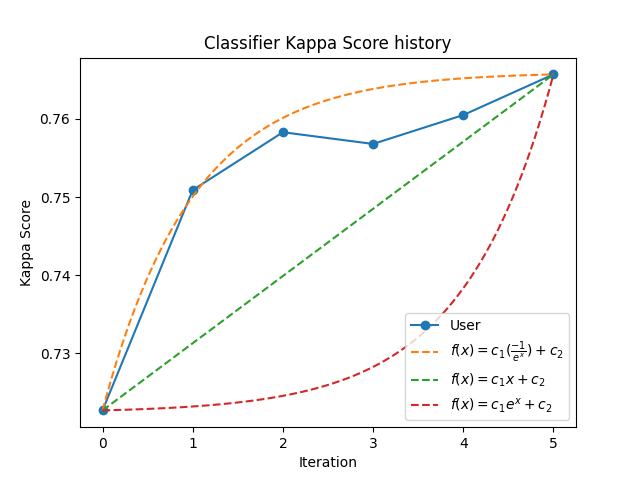 Classifier Kappa Score history
Kappa Score
0.76
0.75
0.74
0.73
User
f(x) = c₁(−1/eˣ) + c₂
f(x) = c₁x + c₂
f(x) = c₁eˣ + c₂
0 1 2 3 4 5
Iteration